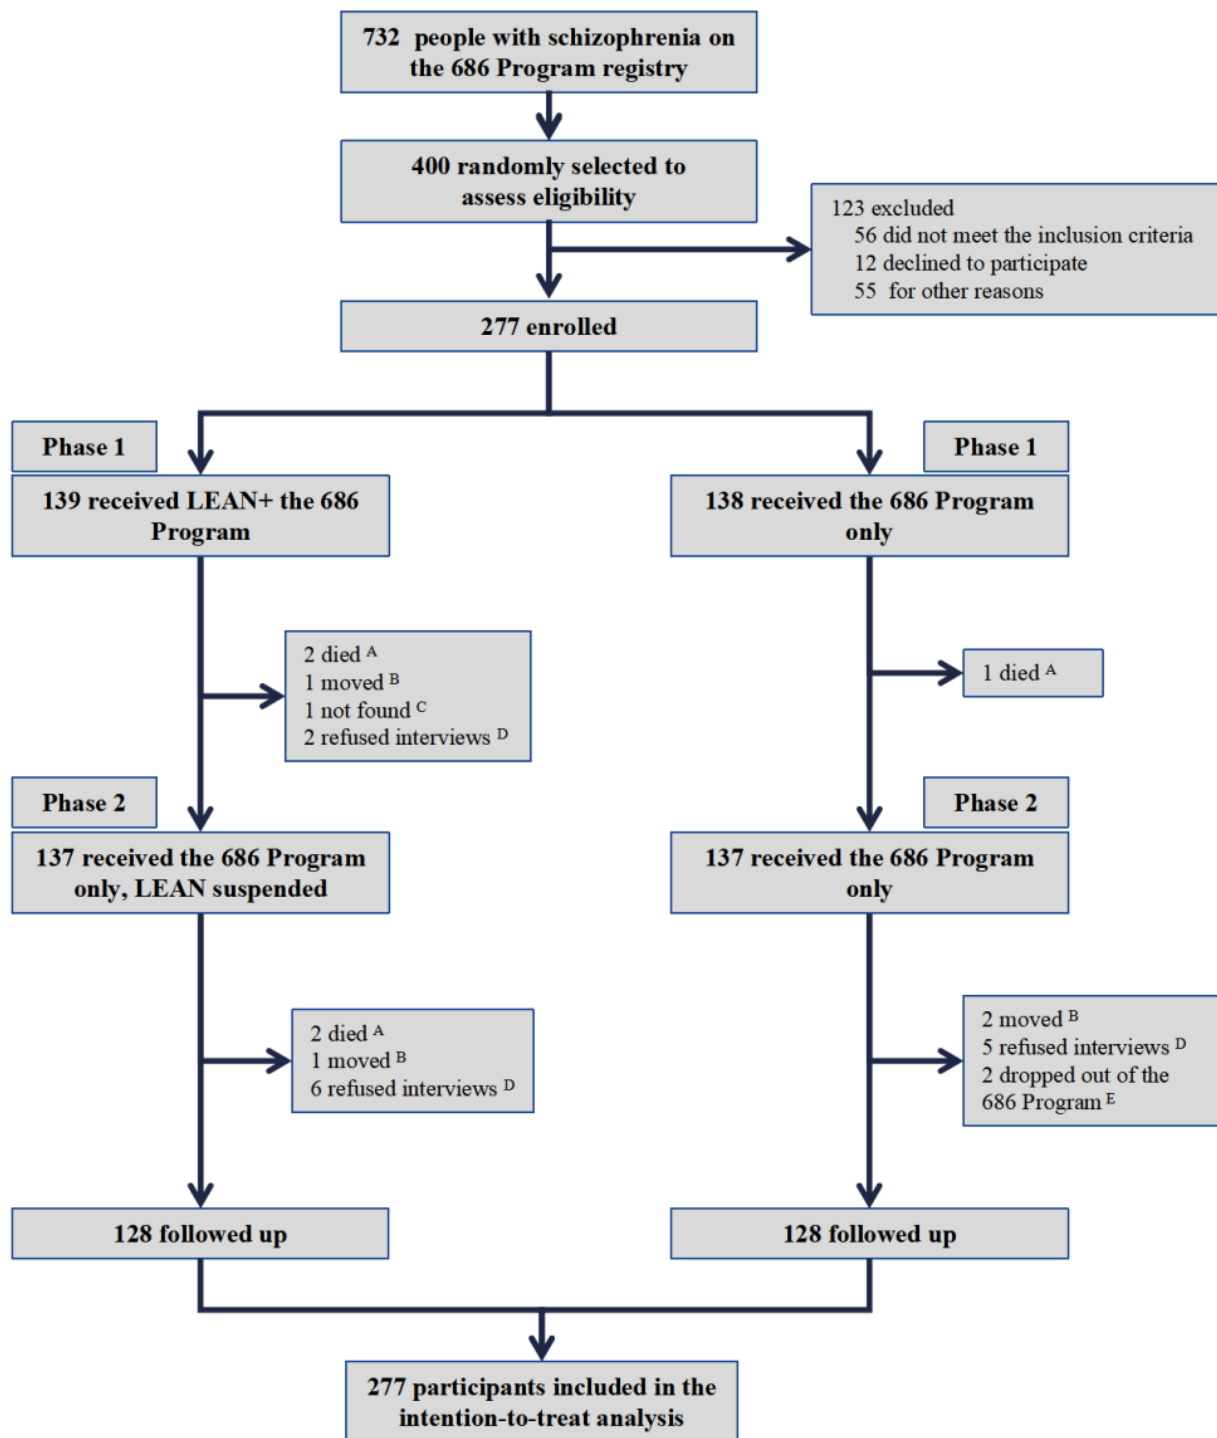 732 people with schizophrenia on
the 686 Program registry
400 randomly selected to
assess eligibility
123 excluded
56 did not meet the inclusion criteria
12 declined to participate
55 for other reasons
277 enrolled
Phase 1
139 received LEAN+ the 686
Program
Phase 1
138 received the 686 Program
only
2 died A
1 moved B
1 not found C
2 refused interviews D
1 died A
Phase 2
137 received the 686 Program
only, LEAN suspended
Phase 2
137 received the 686 Program
only
2 died A
1 moved B
6 refused interviews D
2 moved B
5 refused interviews D
2 dropped out of the
686 Program E
128 followed up
128 followed up
277 participants included in the
intention-to-treat analysis